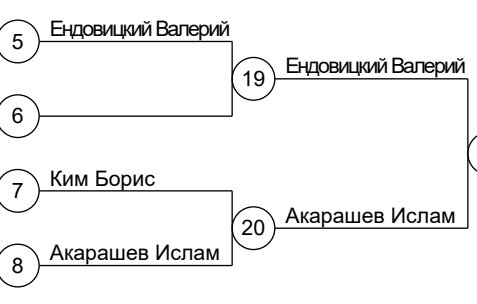 5 Ендовицкий Валерий
19 Ендовицкий Валерий
6
7 Ким Борис
20 Акарашев Ислам
8 Акарашев Ислам